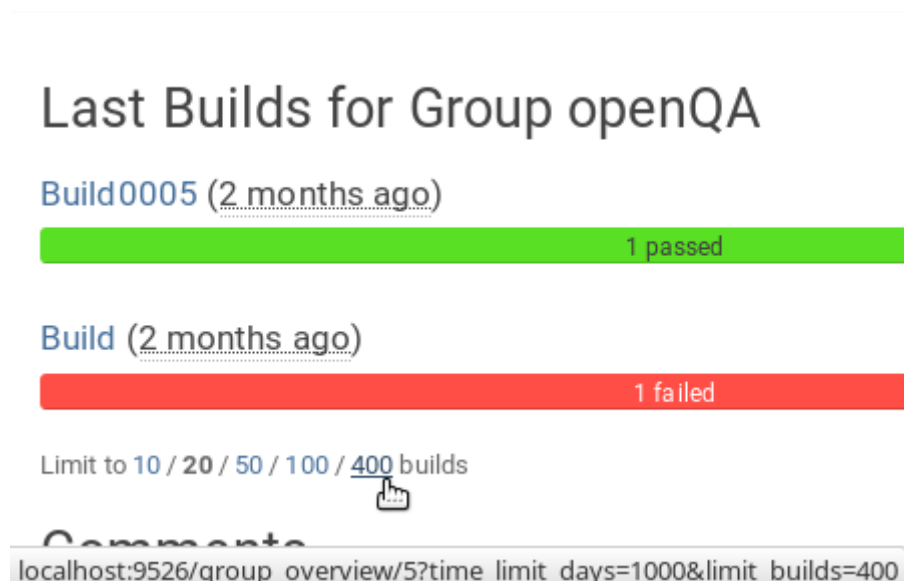 Last Builds for Group openQA
Build0005 (2 months ago)
1 passed
Build (2 months ago)
1 failed
Limit to 10 / 20 / 50 / 100 / 400 builds
Comments
localhost:9526/group_overview/5?time_limit_days=1000&limit_builds=400